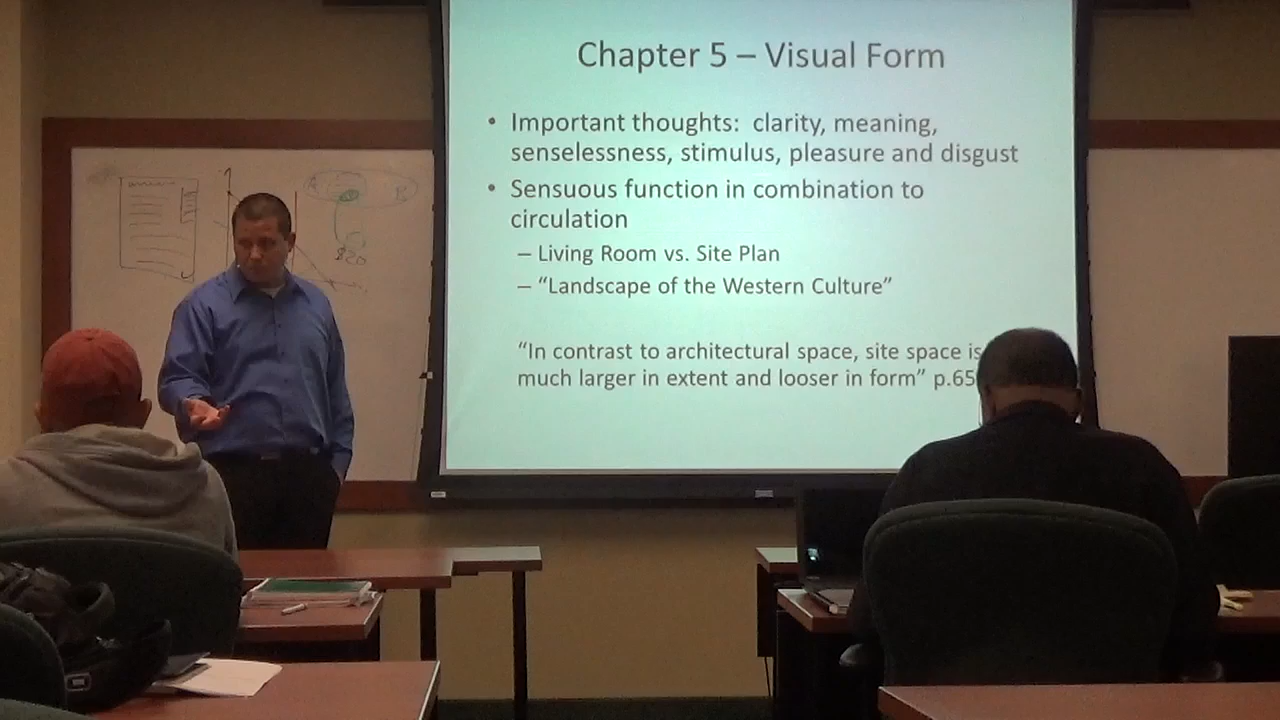 Chapter 5 – Visual Form
• Important thoughts: clarity, meaning,
senselessness, stimulus, pleasure and disgust
• Sensuous function in combination to
circulation
– Living Room vs. Site Plan
– “Landscape of the Western Culture”
“In contrast to architectural space, site space is
much larger in extent and looser in form” p.65
$20